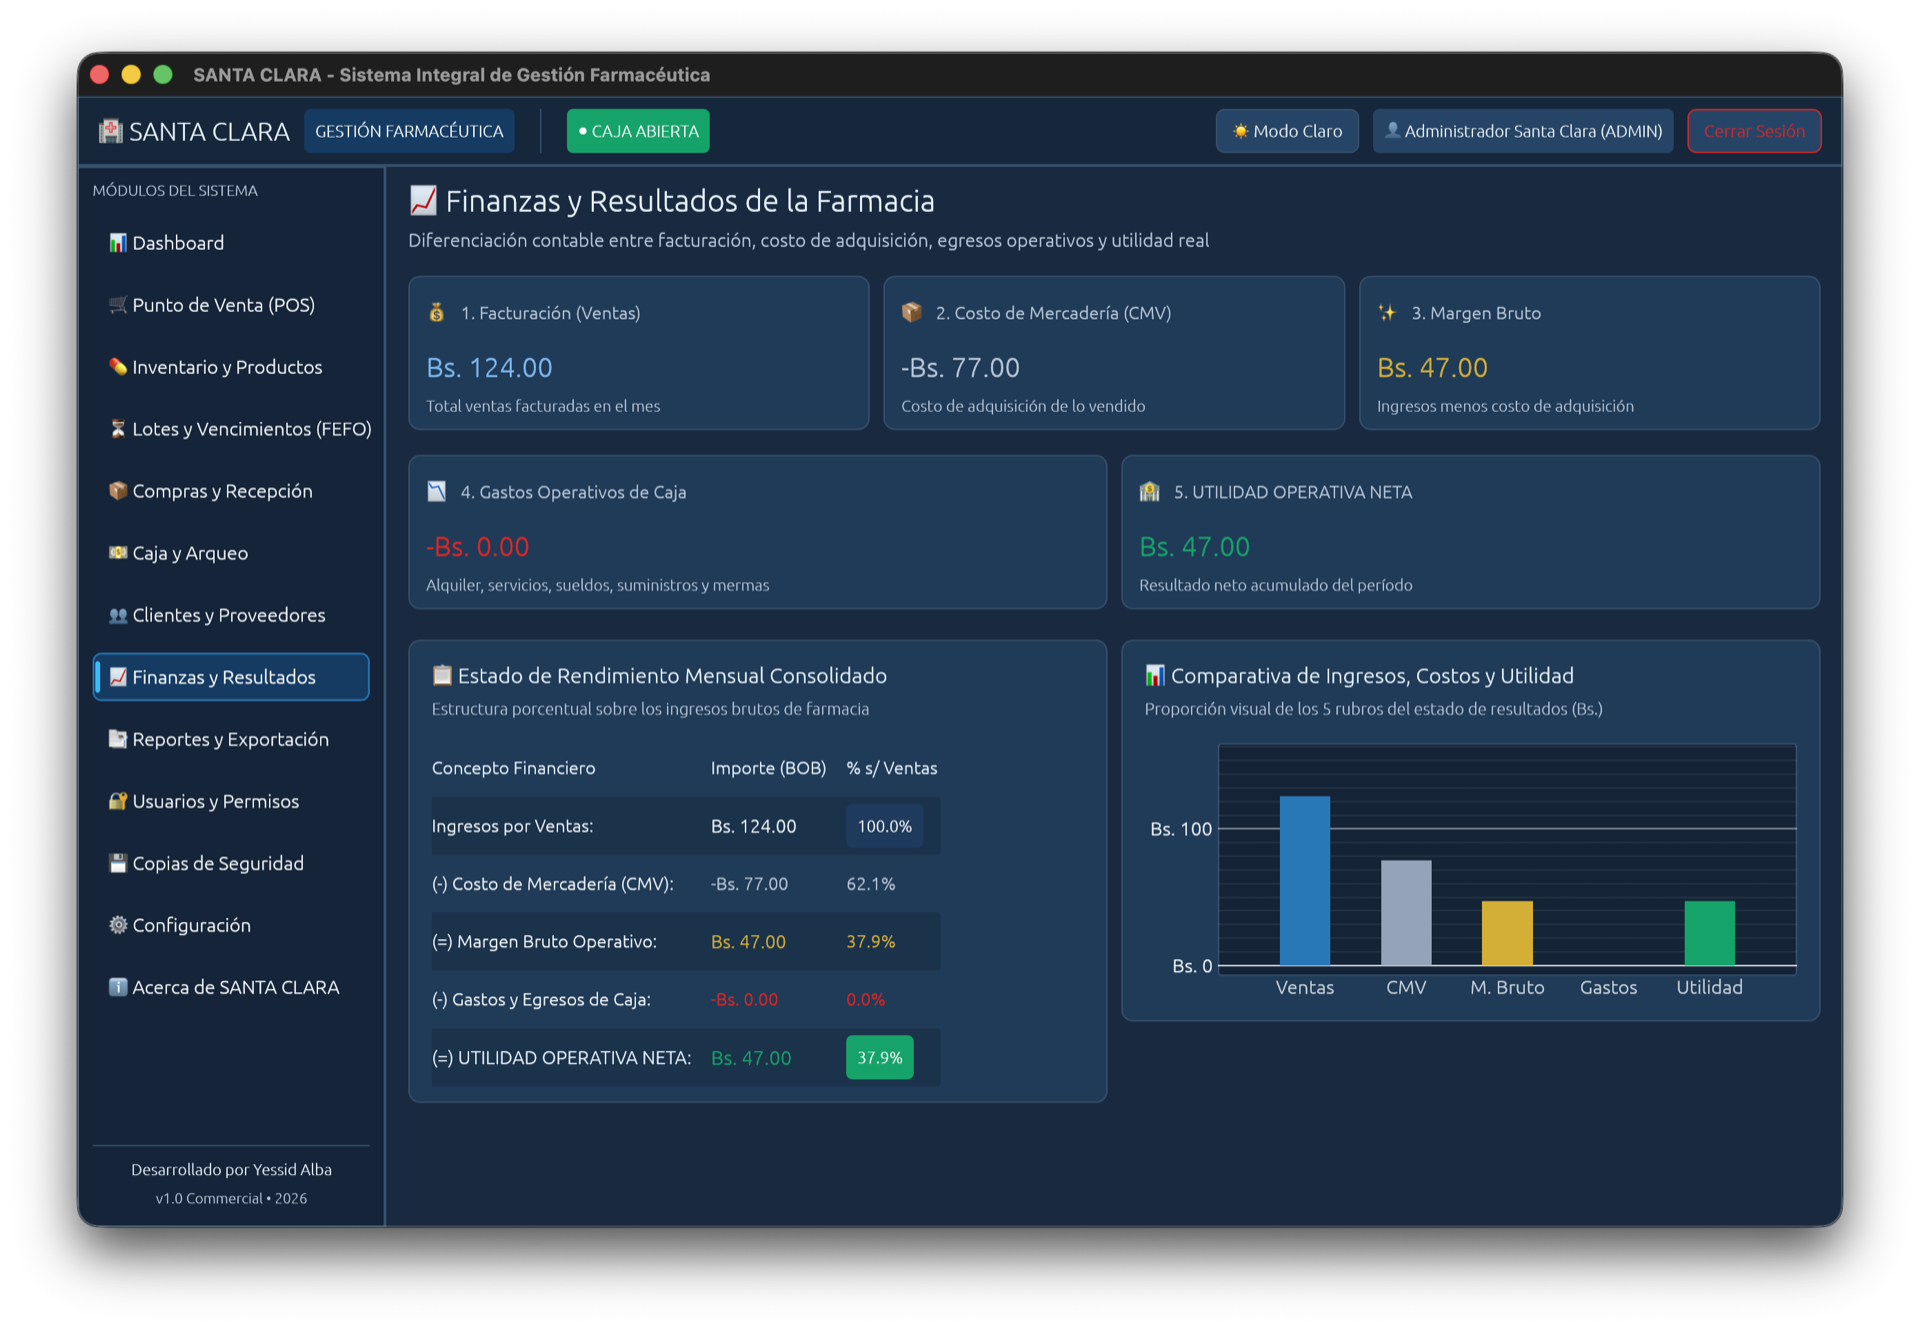 SANTA CLARA - Sistema Integral de Gestión Farmacéutica
SANTA CLARA
GESTIÓN FARMACÉUTICA
• CAJA ABIERTA
Modo Claro
Administrador Santa Clara (ADMIN)
Cerrar Sesión
MÓDULOS DEL SISTEMA
Dashboard
Punto de Venta (POS)
Inventario y Productos
Lotes y Vencimientos (FEFO)
Compras y Recepción
Caja y Arqueo
Clientes y Proveedores
Finanzas y Resultados
Reportes y Exportación
Usuarios y Permisos
Copias de Seguridad
Configuración
Acerca de SANTA CLARA
Desarrollado por Yessid Alba
v1.0 Commercial • 2026
Finanzas y Resultados de la Farmacia
Diferenciación contable entre facturación, costo de adquisición, egresos operativos y utilidad real
1. Facturación (Ventas)
Bs. 124.00
Total ventas facturadas en el mes
2. Costo de Mercadería (CMV)
-Bs. 77.00
Costo de adquisición de lo vendido
3. Margen Bruto
Bs. 47.00
Ingresos menos costo de adquisición
4. Gastos Operativos de Caja
-Bs. 0.00
Alquiler, servicios, sueldos, suministros y mermas
5. UTILIDAD OPERATIVA NETA
Bs. 47.00
Resultado neto acumulado del período
Estado de Rendimiento Mensual Consolidado
Estructura porcentual sobre los ingresos brutos de farmacia
Concepto Financiero Importe (BOB) % s/ Ventas
Ingresos por Ventas: Bs. 124.00 100.0%
(-) Costo de Mercadería (CMV): -Bs. 77.00 62.1%
(=) Margen Bruto Operativo: Bs. 47.00 37.9%
(-) Gastos y Egresos de Caja: -Bs. 0.00 0.0%
(=) UTILIDAD OPERATIVA NETA: Bs. 47.00 37.9%
Comparativa de Ingresos, Costos y Utilidad
Proporción visual de los 5 rubros del estado de resultados (Bs.)
Bs. 100
Bs. 0
Ventas CMV M. Bruto Gastos Utilidad